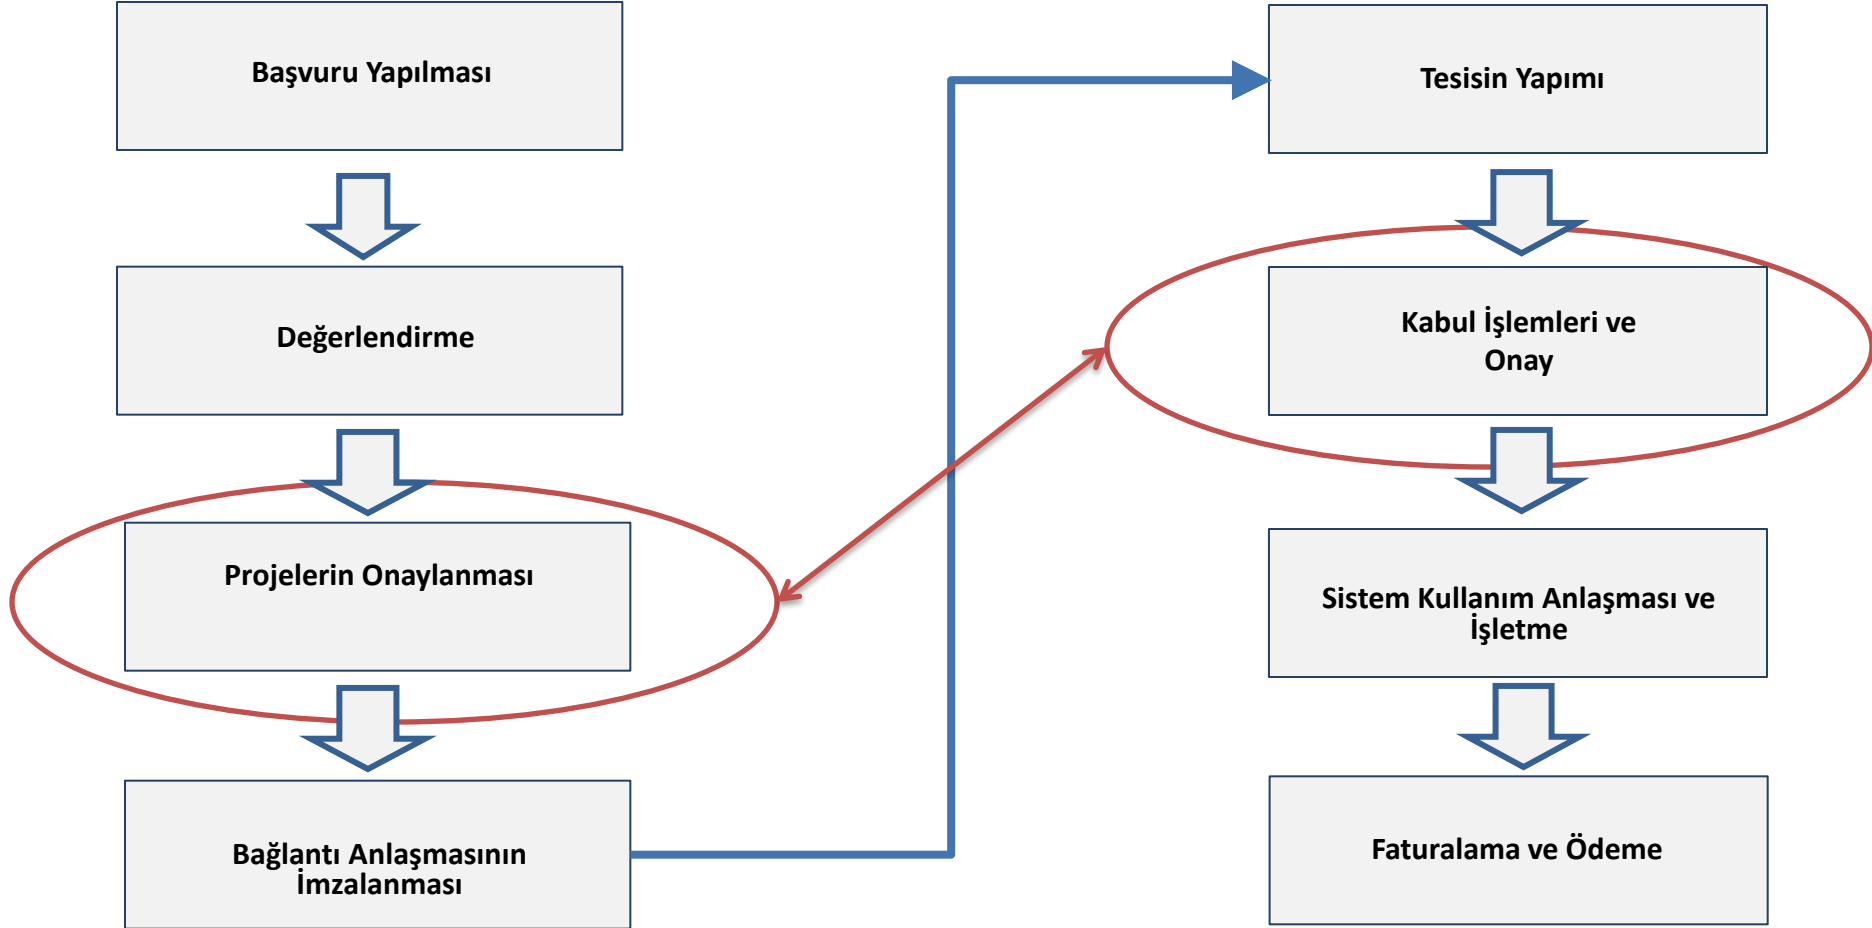 Başvuru Yapılması
Değerlendirme
Projelerin Onaylanması
Bağlantı Anlaşmasının
İmzalanması
Tesisin Yapımı
Kabul İşlemleri ve
Onay
Sistem Kullanım Anlaşması ve
İşletme
Faturalama ve Ödeme